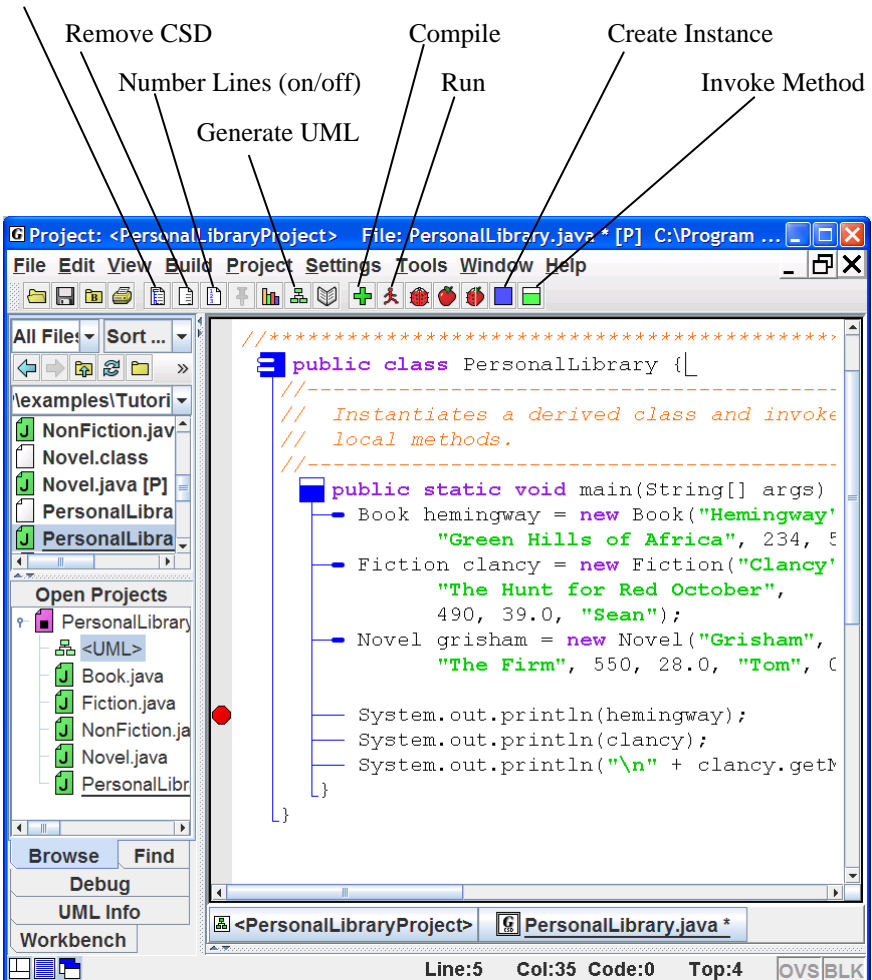 Remove CSD Compile Create Instance
Number Lines (on/off) Run Invoke Method
Generate UML
Project: <PersonalLibraryProject> File: PersonalLibrary.java * [P] C:\Program ...
File Edit View Build Project Settings Tools Window Help
All Files Sort ...
»
\examples\Tutori
NonFiction.jav
Novel.class
Novel.java [P]
PersonalLibra
PersonalLibra
Open Projects
PersonalLibrary
<UML>
Book.java
Fiction.java
NonFiction.ja
Novel.java
PersonalLibr
Browse Find
Debug
UML Info
Workbench
//********************************************
public class PersonalLibrary {
//-----------------------------------------
// Instantiates a derived class and invoke
// local methods.
//-----------------------------------------
public static void main(String[] args)
Book hemingway = new Book("Hemingway"
"Green Hills of Africa", 234, 5
Fiction clancy = new Fiction("Clancy"
"The Hunt for Red October",
490, 39.0, "Sean");
Novel grisham = new Novel("Grisham",
"The Firm", 550, 28.0, "Tom", 0
System.out.println(hemingway);
System.out.println(clancy);
System.out.println("\n" + clancy.getM
}
}
<PersonalLibraryProject> PersonalLibrary.java *
Line:5 Col:35 Code:0 Top:4 OVS BLK